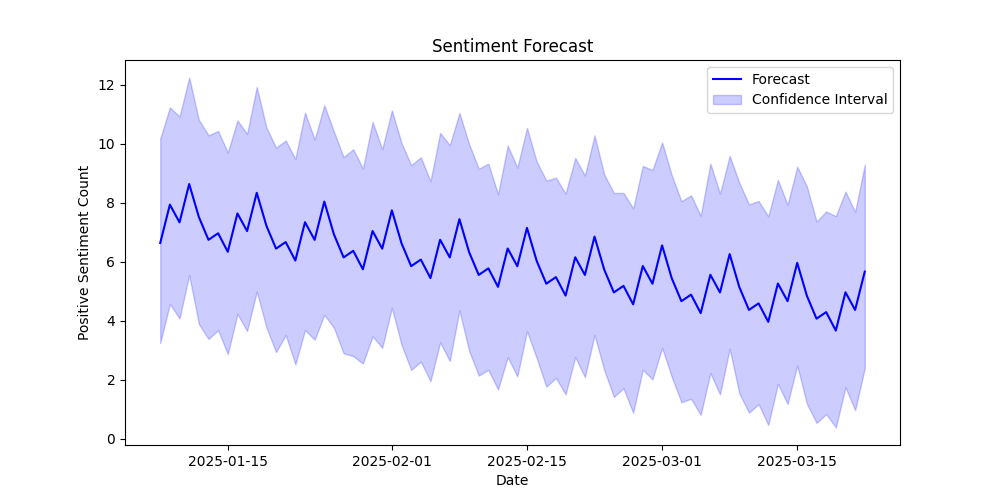 Sentiment Forecast
Forecast
Confidence Interval
Positive Sentiment Count
12
10
8
6
4
2
0
2025-01-15
2025-02-01
2025-02-15
2025-03-01
2025-03-15
Date